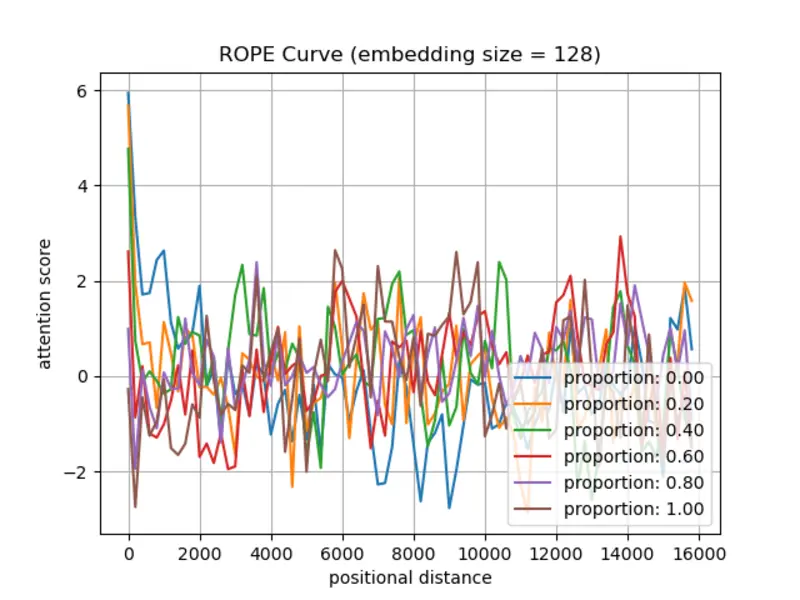 ROPE Curve (embedding size = 128)
attention score
6
4
2
0
−2
proportion: 0.00
proportion: 0.20
proportion: 0.40
proportion: 0.60
proportion: 0.80
proportion: 1.00
0 2000 4000 6000 8000 10000 12000 14000 16000
positional distance